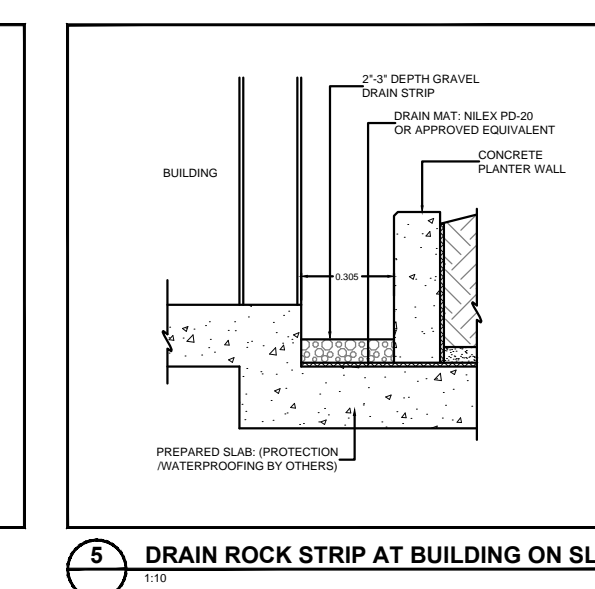 2"-3" DEPTH GRAVEL
DRAIN STRIP
DRAIN MAT: NILEX PD-20
OR APPROVED EQUIVALENT
CONCRETE
PLANTER WALL
BUILDING
0.305
PREPARED SLAB: (PROTECTION
/WATERPROOFING BY OTHERS)
5 DRAIN ROCK STRIP AT BUILDING ON SL
1:10